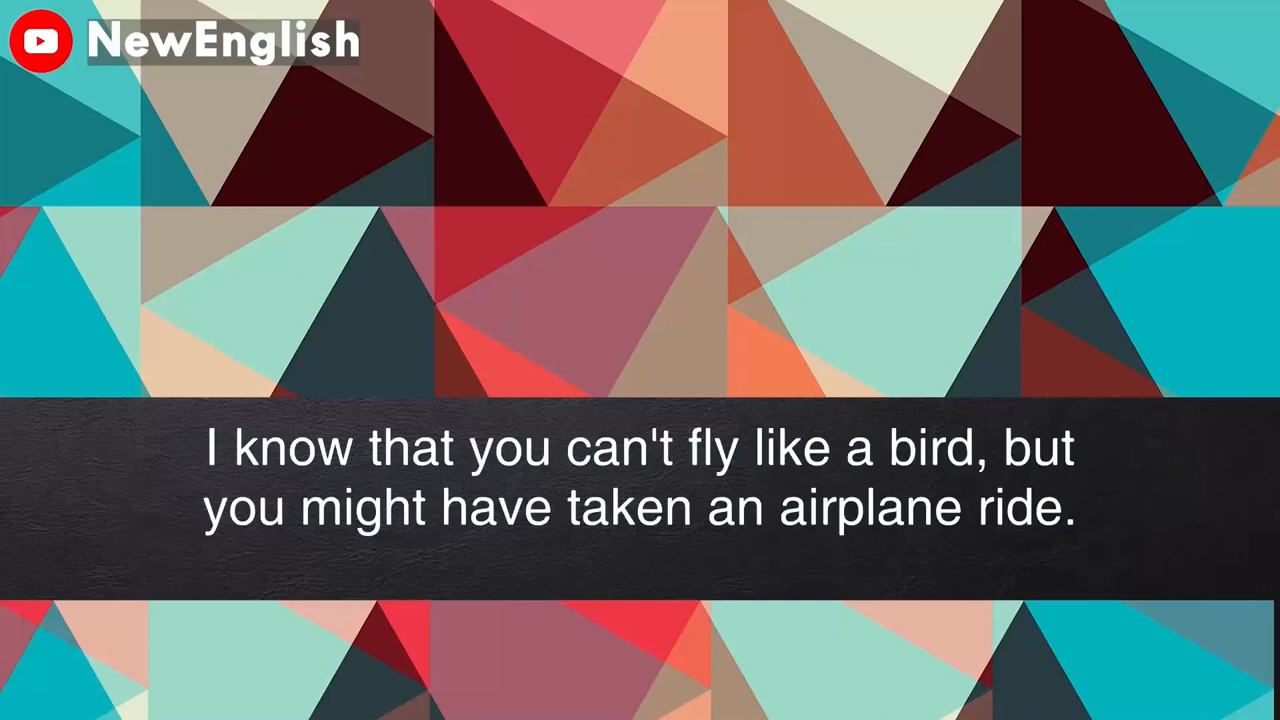 NewEnglish
I know that you can't fly like a bird, but
you might have taken an airplane ride.